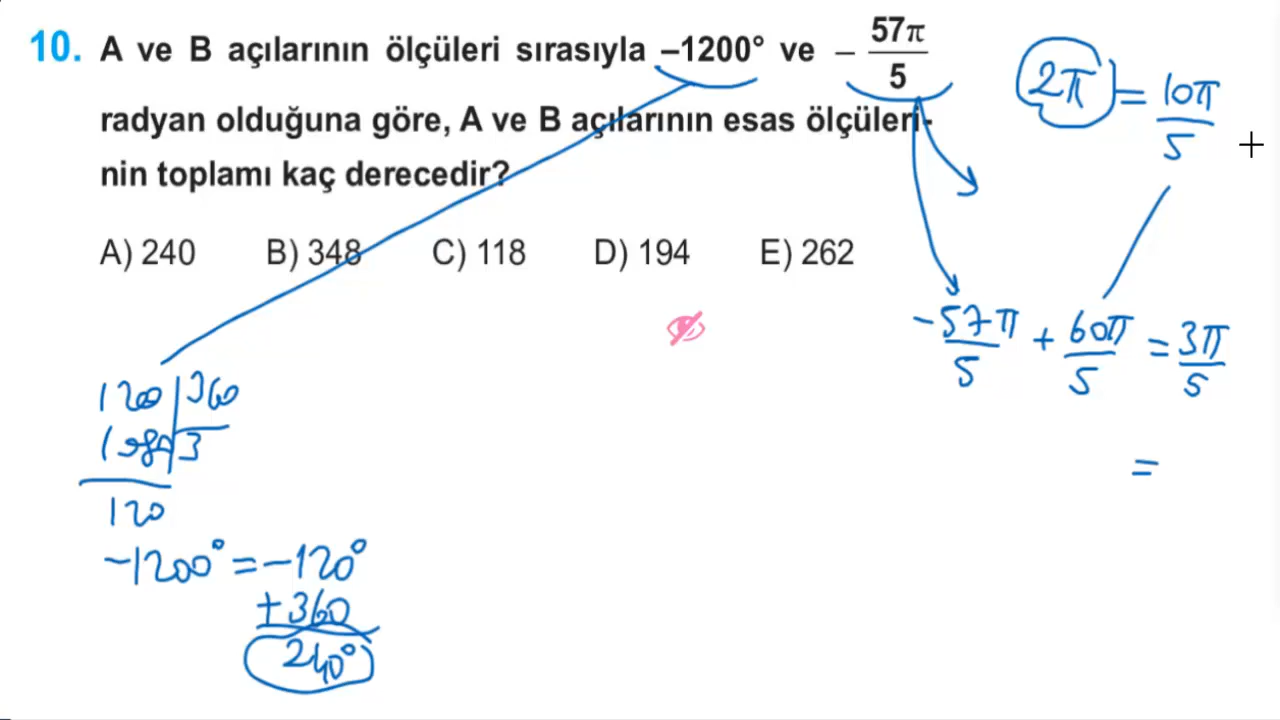 10. A ve B açılarının ölçüleri sırasıyla –1200° ve – 57π/5
radyan olduğuna göre, A ve B açılarının esas ölçüleri-
nin toplamı kaç derecedir?
A) 240 B) 348 C) 118 D) 194 E) 262
2π = 10π/5
-57π/5 + 60π/5 = 3π/5
=
1200 | 360
1080 | 3
120
-1200° = -120°
+360
240°